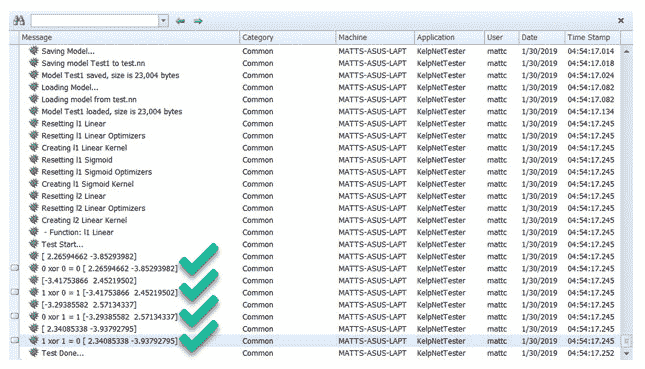 Message Category Machine Application User Date Time Stamp
Saving Model... Common MATTS-ASUS-LAPT KelpNetTester mattc 1/30/2019 04:54:17.014
Saving model Test1 to test.nn Common MATTS-ASUS-LAPT KelpNetTester mattc 1/30/2019 04:54:17.018
Model Test1 saved, size is 23,004 bytes Common MATTS-ASUS-LAPT KelpNetTester mattc 1/30/2019 04:54:17.024
Loading Model... Common MATTS-ASUS-LAPT KelpNetTester mattc 1/30/2019 04:54:17.082
Loading model from test.nn Common MATTS-ASUS-LAPT KelpNetTester mattc 1/30/2019 04:54:17.082
Model Test1 loaded, size is 23,004 bytes Common MATTS-ASUS-LAPT KelpNetTester mattc 1/30/2019 04:54:17.134
Resetting l1 Linear Common MATTS-ASUS-LAPT KelpNetTester mattc 1/30/2019 04:54:17.245
Resetting l1 Linear Optimizers Common MATTS-ASUS-LAPT KelpNetTester mattc 1/30/2019 04:54:17.245
Creating l1 Linear Kernel Common MATTS-ASUS-LAPT KelpNetTester mattc 1/30/2019 04:54:17.245
Resetting l1 Sigmoid Common MATTS-ASUS-LAPT KelpNetTester mattc 1/30/2019 04:54:17.245
Resetting l1 Sigmoid Optimizers Common MATTS-ASUS-LAPT KelpNetTester mattc 1/30/2019 04:54:17.245
Creating l1 Sigmoid Kernel Common MATTS-ASUS-LAPT KelpNetTester mattc 1/30/2019 04:54:17.245
Resetting l2 Linear Common MATTS-ASUS-LAPT KelpNetTester mattc 1/30/2019 04:54:17.245
Resetting l2 Linear Optimizers Common MATTS-ASUS-LAPT KelpNetTester mattc 1/30/2019 04:54:17.245
Creating l2 Linear Kernel Common MATTS-ASUS-LAPT KelpNetTester mattc 1/30/2019 04:54:17.245
- Function: l1 Linear Common MATTS-ASUS-LAPT KelpNetTester mattc 1/30/2019 04:54:17.245
Test Start... Common MATTS-ASUS-LAPT KelpNetTester mattc 1/30/2019 04:54:17.245
[ 2.26594662 -3.85293982] Common MATTS-ASUS-LAPT KelpNetTester mattc 1/30/2019 04:54:17.245
0 xor 0 = 0 [ 2.26594662 -3.85293982] Common MATTS-ASUS-LAPT KelpNetTester mattc 1/30/2019 04:54:17.245
[-3.41753866 2.45219502] Common MATTS-ASUS-LAPT KelpNetTester mattc 1/30/2019 04:54:17.245
1 xor 0 = 1 [-3.41753866 2.45219502] Common MATTS-ASUS-LAPT KelpNetTester mattc 1/30/2019 04:54:17.245
[-3.29385582 2.57134337] Common MATTS-ASUS-LAPT KelpNetTester mattc 1/30/2019 04:54:17.245
0 xor 1 = 1 [-3.29385582 2.57134337] Common MATTS-ASUS-LAPT KelpNetTester mattc 1/30/2019 04:54:17.245
[ 2.34085338 -3.93792795] Common MATTS-ASUS-LAPT KelpNetTester mattc 1/30/2019 04:54:17.245
1 xor 1 = 0 [ 2.34085338 -3.93792795] Common MATTS-ASUS-LAPT KelpNetTester mattc 1/30/2019 04:54:17.245
Test Done... Common MATTS-ASUS-LAPT KelpNetTester mattc 1/30/2019 04:54:17.252